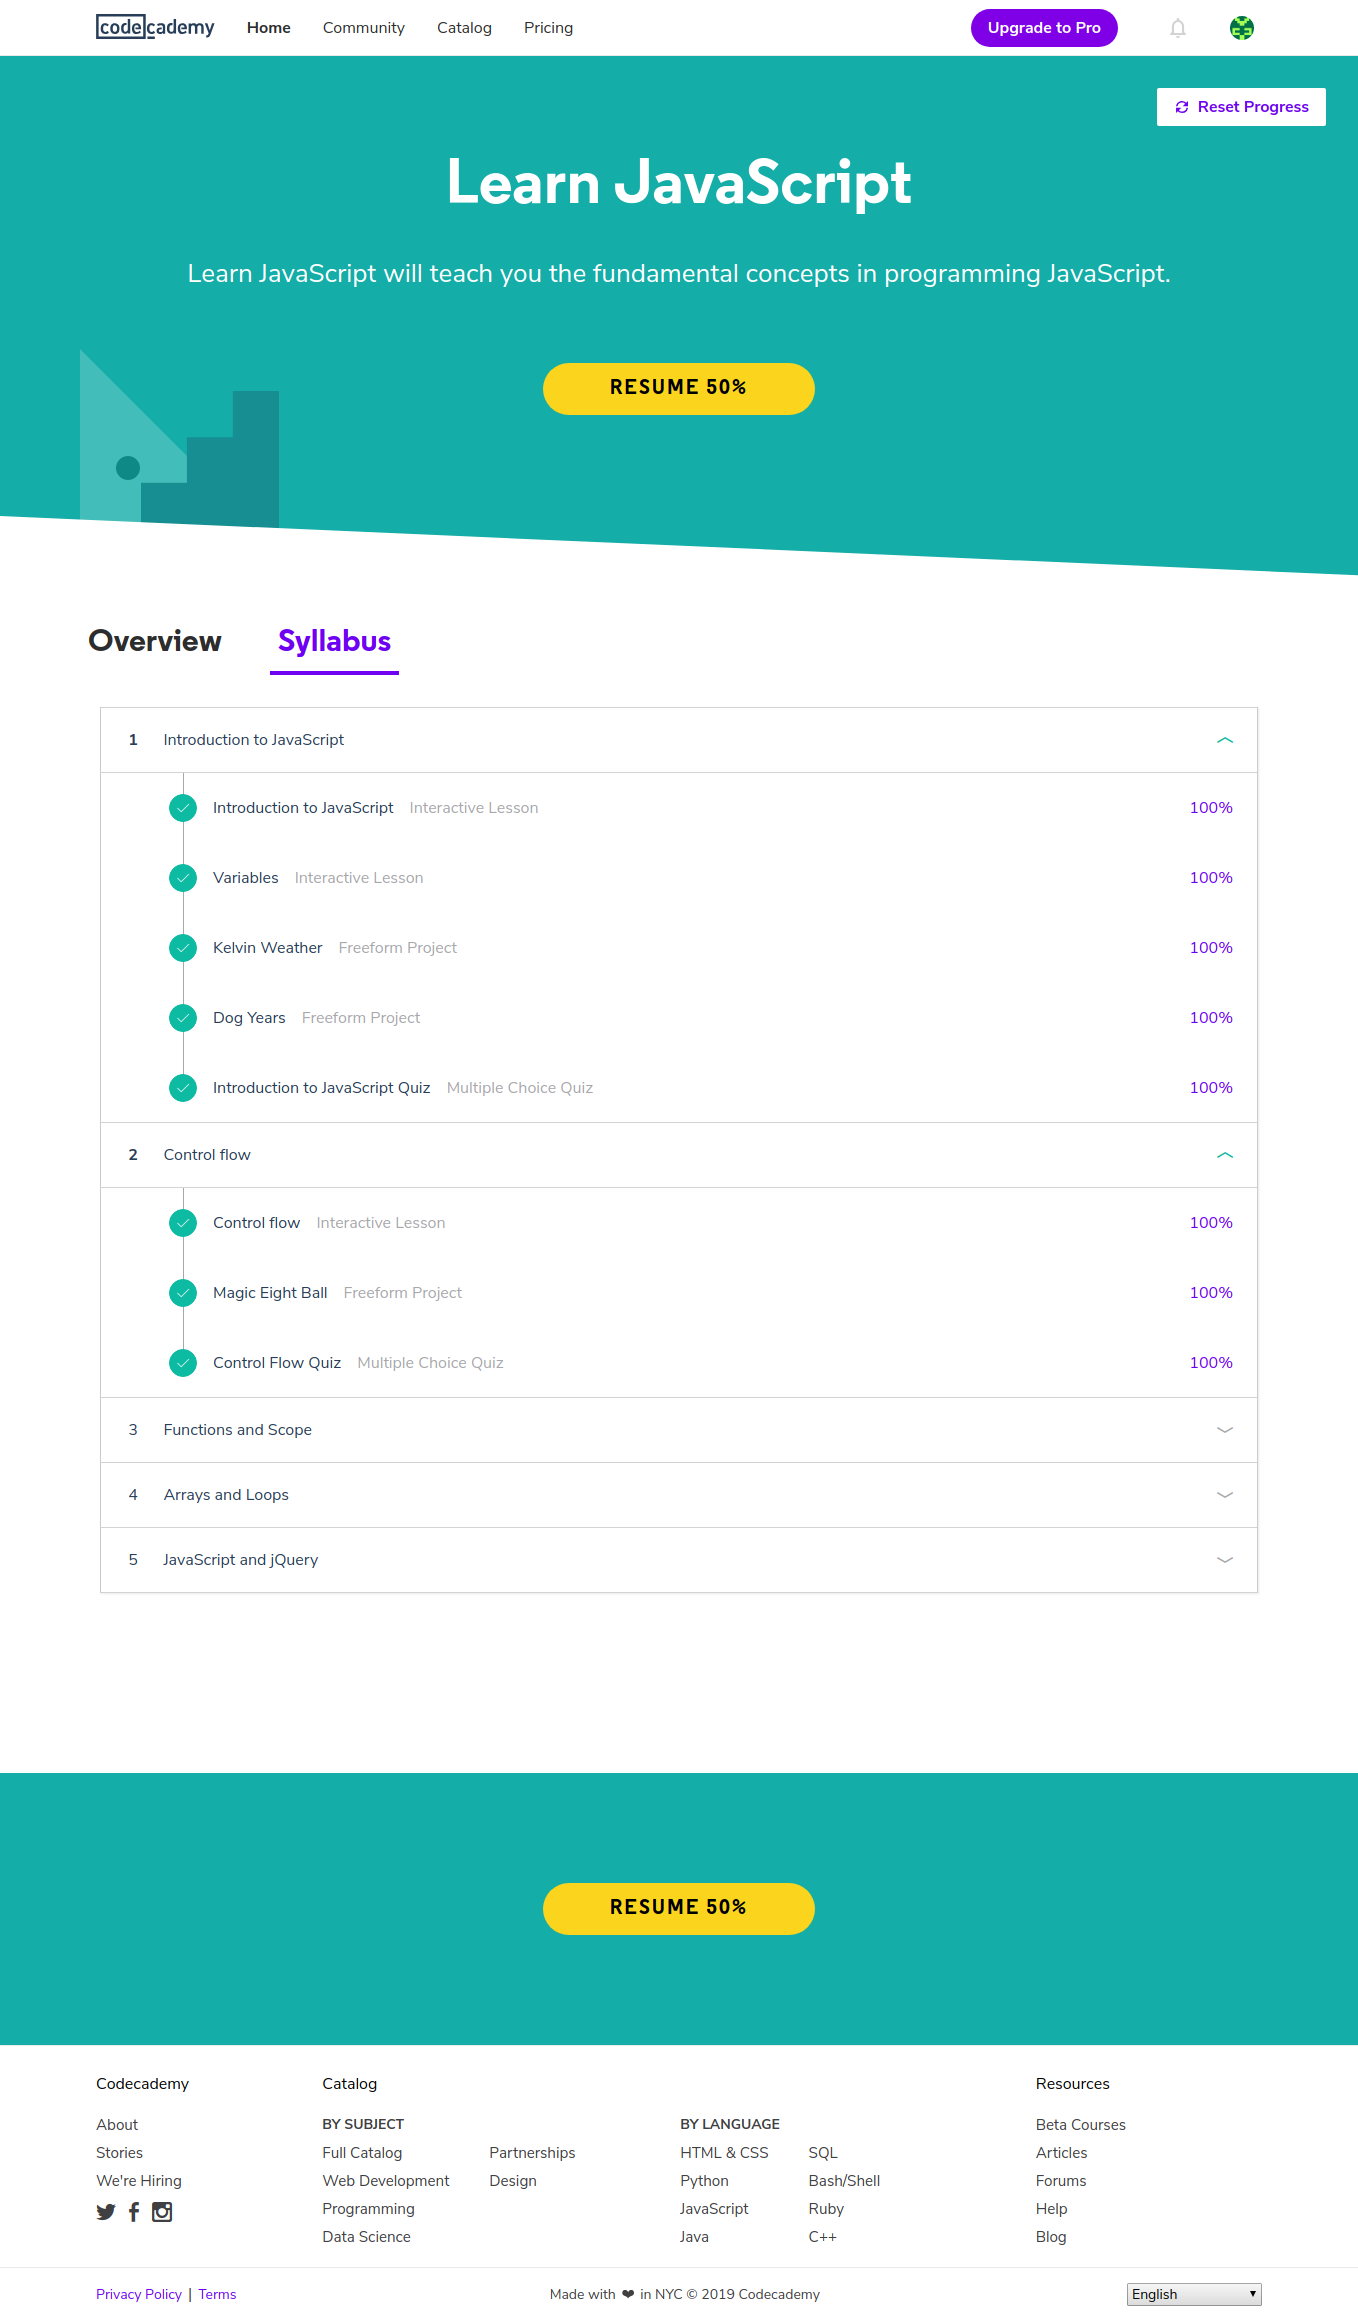 codecademy Home Community Catalog Pricing Upgrade to Pro
Reset Progress
Learn JavaScript
Learn JavaScript will teach you the fundamental concepts in programming JavaScript.
RESUME 50%
Overview Syllabus
1 Introduction to JavaScript
Introduction to JavaScript Interactive Lesson 100%
Variables Interactive Lesson 100%
Kelvin Weather Freeform Project 100%
Dog Years Freeform Project 100%
Introduction to JavaScript Quiz Multiple Choice Quiz 100%
2 Control flow
Control flow Interactive Lesson 100%
Magic Eight Ball Freeform Project 100%
Control Flow Quiz Multiple Choice Quiz 100%
3 Functions and Scope
4 Arrays and Loops
5 JavaScript and jQuery
RESUME 50%
Codecademy Catalog Resources
About BY SUBJECT BY LANGUAGE Beta Courses
Stories Full Catalog Partnerships HTML & CSS SQL Articles
We're Hiring Web Development Design Python Bash/Shell Forums
Programming JavaScript Ruby Help
Data Science Java C++ Blog
Privacy Policy | Terms Made with ❤ in NYC © 2019 Codecademy English